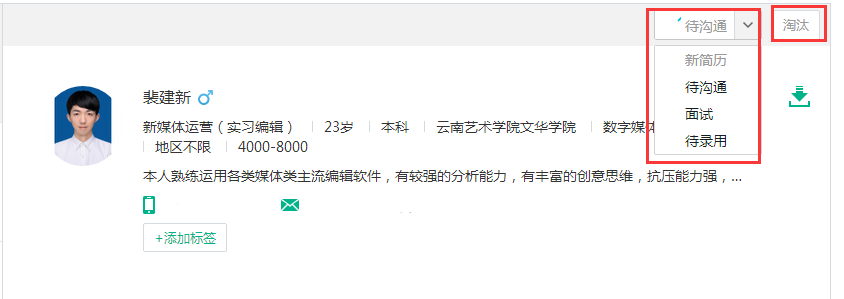 待沟通
淘汰
新简历
待沟通
面试
待录用
裴建新
新媒体运营（实习编辑） 23岁 本科 云南艺术学院文华学院 数字媒体
地区不限 4000-8000
本人熟练运用各类媒体类主流编辑软件，有较强的分析能力，有丰富的创意思维，抗压能力强，...
+添加标签